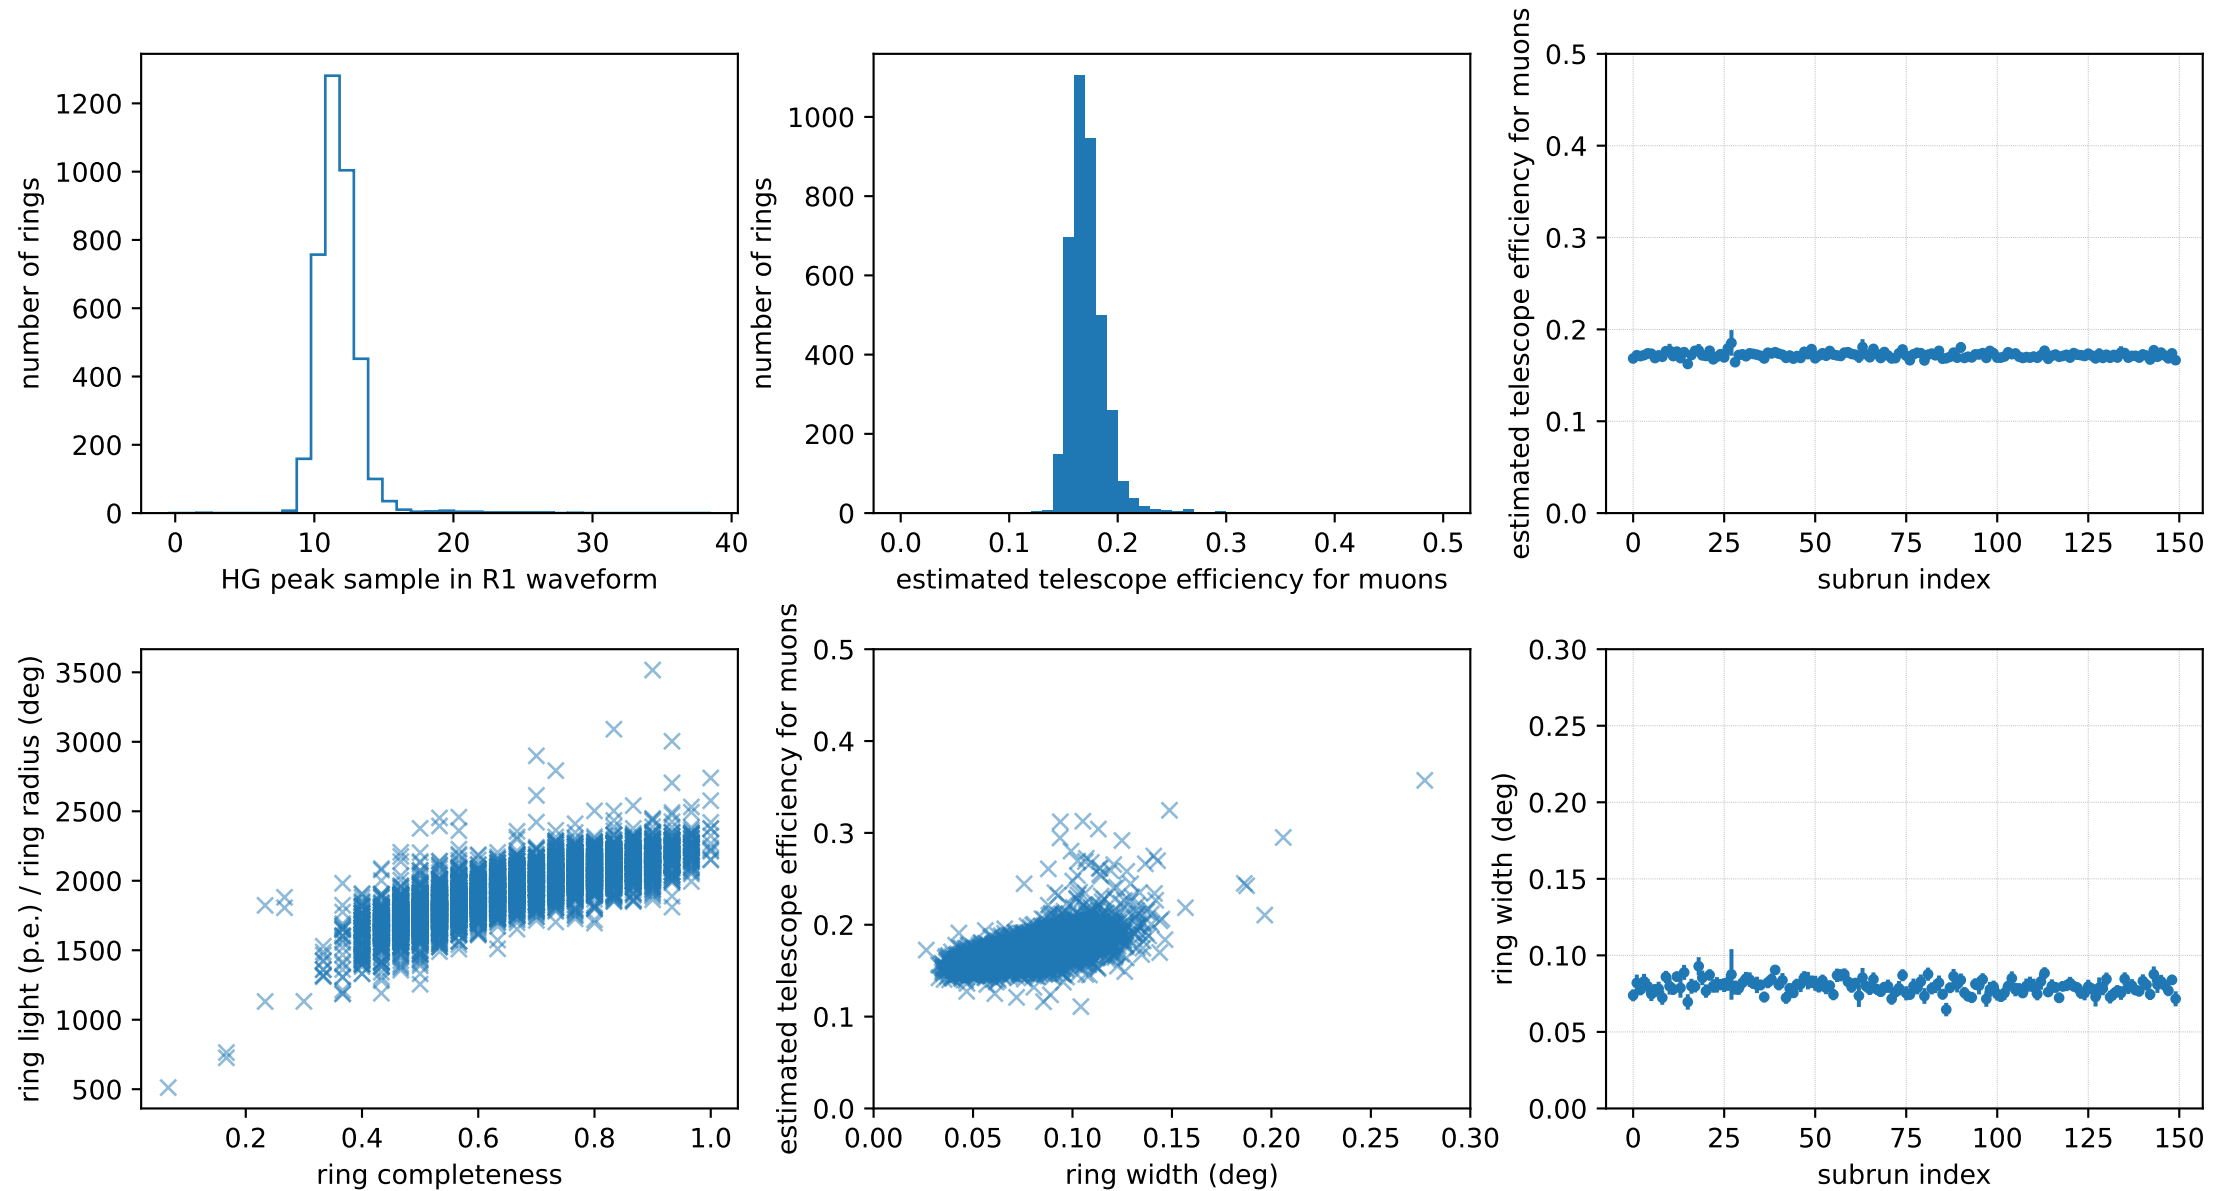 number of rings
1200
1000
800
600
400
200
0
0 10 20 30 40
HG peak sample in R1 waveform
number of rings
1000
800
600
400
200
0
0.0 0.1 0.2 0.3 0.4 0.5
estimated telescope efficiency for muons
estimated telescope efficiency for muons
0.5
0.4
0.3
0.2
0.1
0.0
0 25 50 75 100 125 150
subrun index
ring light (p.e.) / ring radius (deg)
3500
3000
2500
2000
1500
1000
500
0.2 0.4 0.6 0.8 1.0
ring completeness
estimated telescope efficiency for muons
0.5
0.4
0.3
0.2
0.1
0.0
0.00 0.05 0.10 0.15 0.20 0.25 0.30
ring width (deg)
ring width (deg)
0.30
0.25
0.20
0.15
0.10
0.05
0.00
0 25 50 75 100 125 150
subrun index